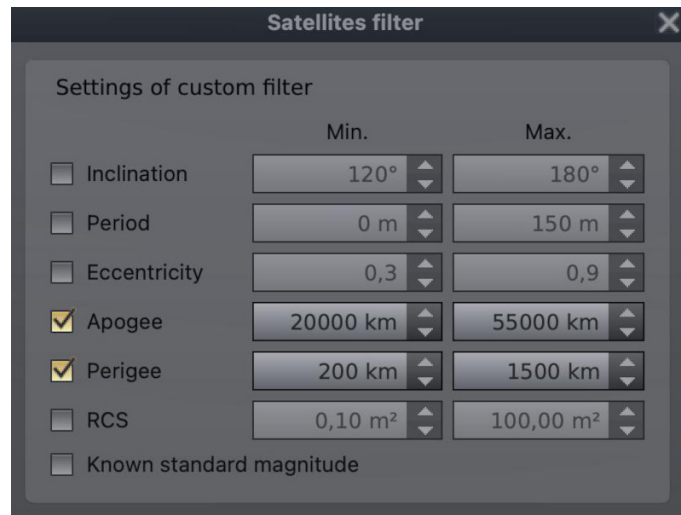 Satellites filter
Settings of custom filter
Min. Max.
Inclination 120° 180°
Period 0 m 150 m
Eccentricity 0,3 0,9
Apogee 20000 km 55000 km
Perigee 200 km 1500 km
RCS 0,10 m² 100,00 m²
Known standard magnitude